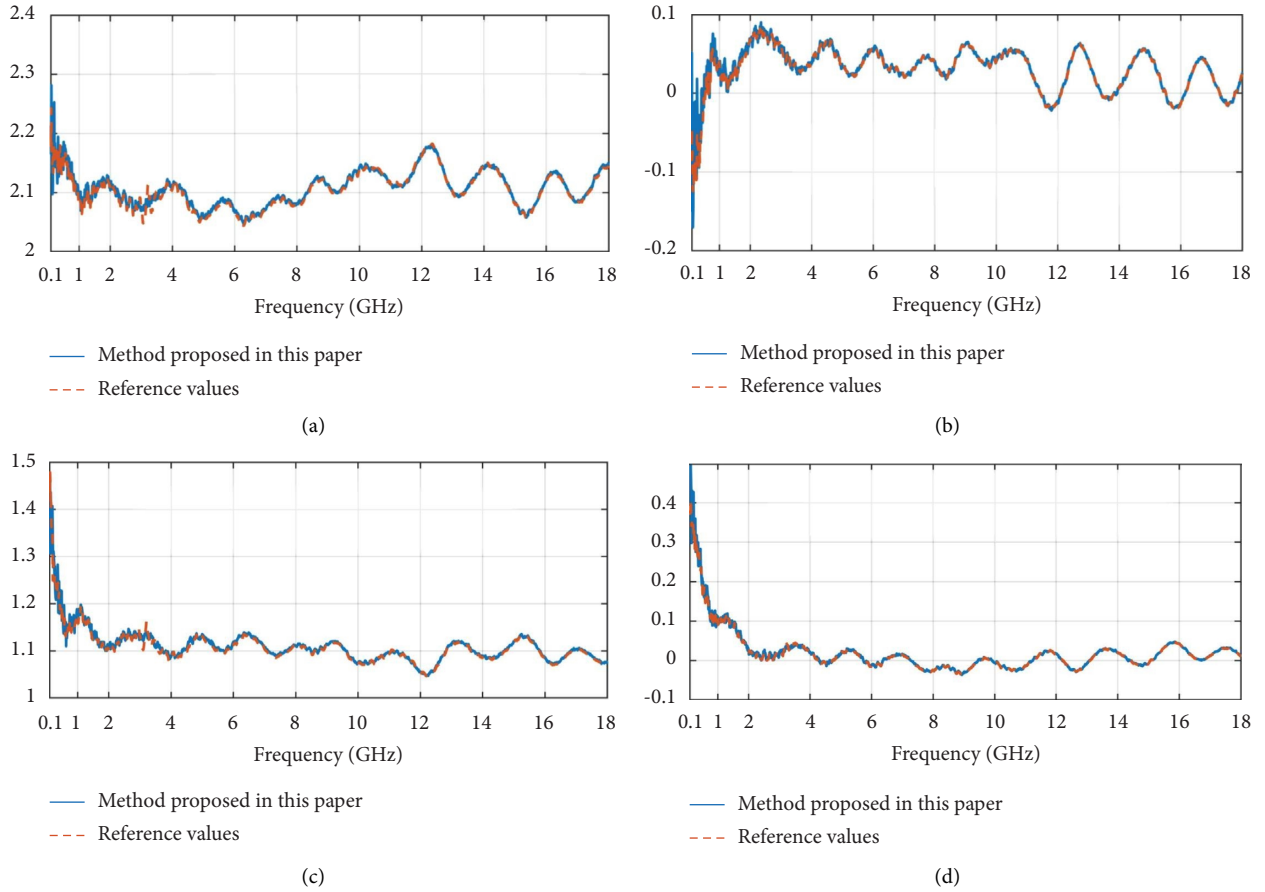 2.4
2.3
2.2
2.1
2
0.1 1 2 4 6 8 10 12 14 16 18
Frequency (GHz)
Method proposed in this paper
Reference values
(a)
0.1
0
-0.1
-0.2
0.1 1 2 4 6 8 10 12 14 16 18
Frequency (GHz)
Method proposed in this paper
Reference values
(b)
1.5
1.4
1.3
1.2
1.1
1
0.1 1 2 4 6 8 10 12 14 16 18
Frequency (GHz)
Method proposed in this paper
Reference values
(c)
0.4
0.3
0.2
0.1
0
-0.1
0.1 1 2 4 6 8 10 12 14 16 18
Frequency (GHz)
Method proposed in this paper
Reference values
(d)